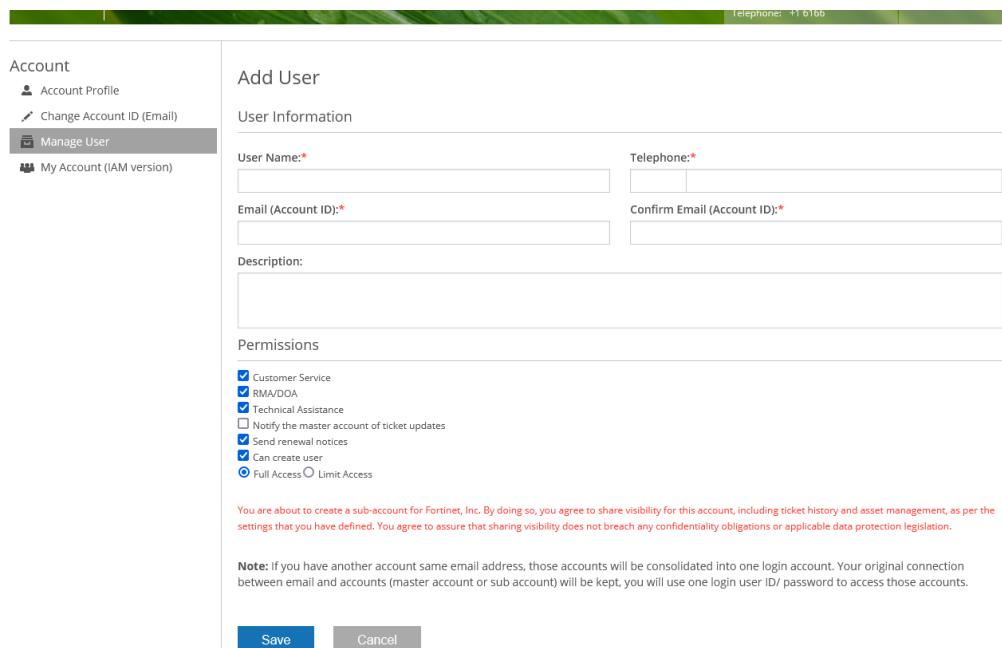 Telephone: +1 6166
Account
Account Profile
Change Account ID (Email)
Manage User
My Account (IAM version)
Add User
User Information
User Name:*
Telephone:*
Email (Account ID):*
Confirm Email (Account ID):*
Description:
Permissions
Customer Service
RMA/DOA
Technical Assistance
Notify the master account of ticket updates
Send renewal notices
Can create user
Full Access Limit Access
You are about to create a sub-account for Fortinet, Inc. By doing so, you agree to share visibility for this account, including ticket history and asset management, as per the
settings that you have defined. You agree to assure that sharing visibility does not breach any confidentiality obligations or applicable data protection legislation.
Note: If you have another account same email address, those accounts will be consolidated into one login account. Your original connection
between email and accounts (master account or sub account) will be kept, you will use one login user ID/ password to access those accounts.
Save
Cancel